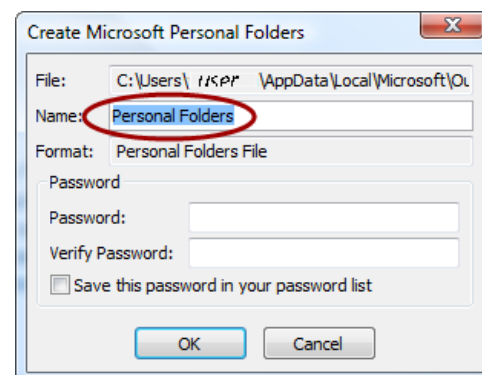 Create Microsoft Personal Folders
File: C:\Users\ user \AppData\Local\Microsoft\Ou
Name: Personal Folders
Format: Personal Folders File
Password
Password:
Verify Password:
Save this password in your password list
OK Cancel